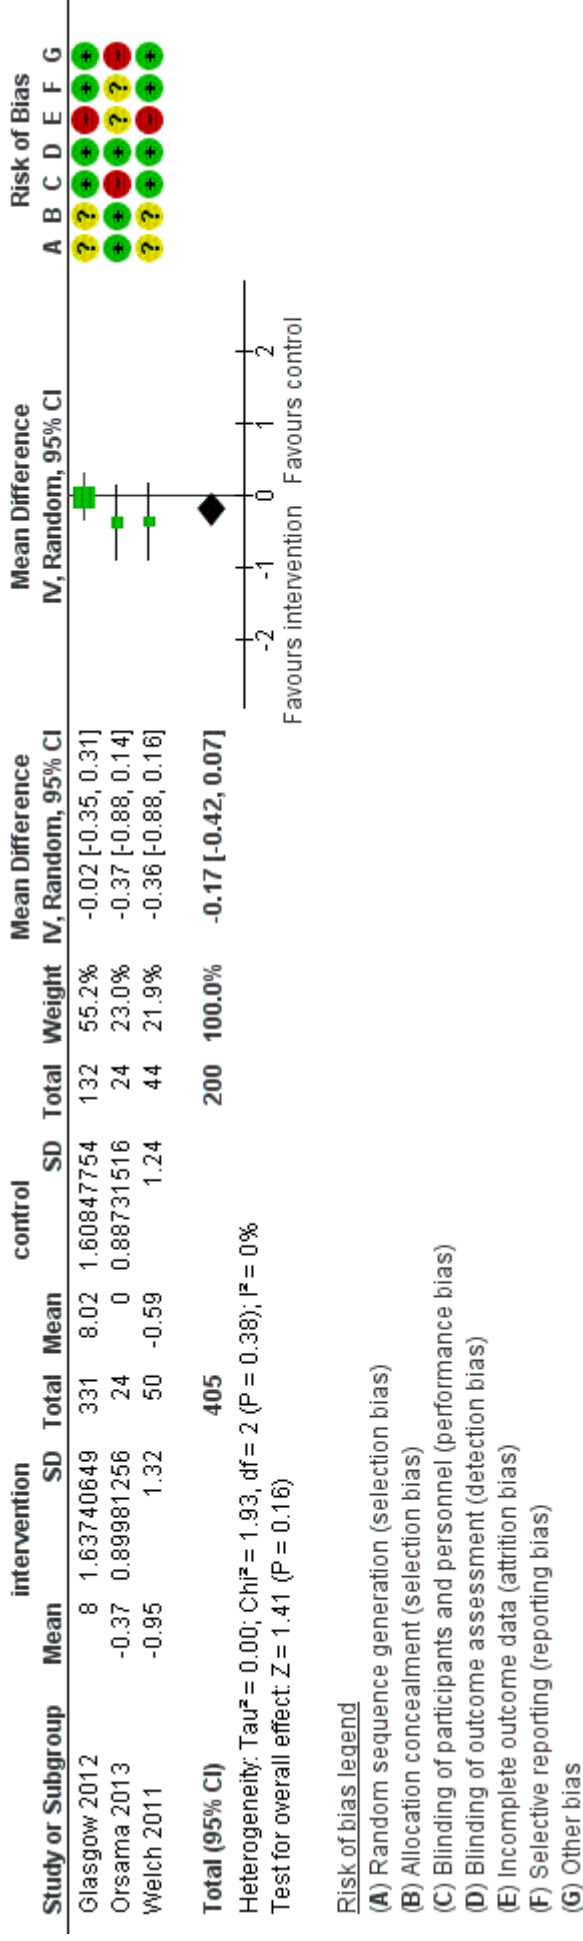 intervention control Mean Difference Mean Difference Risk of Bias
Study or Subgroup Mean SD Total Mean SD Total Weight IV, Random, 95% CI IV, Random, 95% CI A B C D E F G
Glasgow 2012 8 1.63740649 331 8.02 1.60847754 132 55.2% -0.02 [-0.35, 0.31] ? ? + + - + +
Orsama 2013 -0.37 0.89981256 24 0 0.88731516 24 23.0% -0.37 [-0.88, 0.14] + + - + ? ? -
Welch 2011 -0.95 1.32 50 -0.59 1.24 44 21.9% -0.36 [-0.88, 0.16] ? ? + + - + +
Total (95% CI) 405 200 100.0% -0.17 [-0.42, 0.07]
Heterogeneity: Tau² = 0.00; Chi² = 1.93, df = 2 (P = 0.38); I² = 0%
Test for overall effect: Z = 1.41 (P = 0.16)
-2 -1 0 1 2
Favours intervention Favours control
Risk of bias legend
(A) Random sequence generation (selection bias)
(B) Allocation concealment (selection bias)
(C) Blinding of participants and personnel (performance bias)
(D) Blinding of outcome assessment (detection bias)
(E) Incomplete outcome data (attrition bias)
(F) Selective reporting (reporting bias)
(G) Other bias